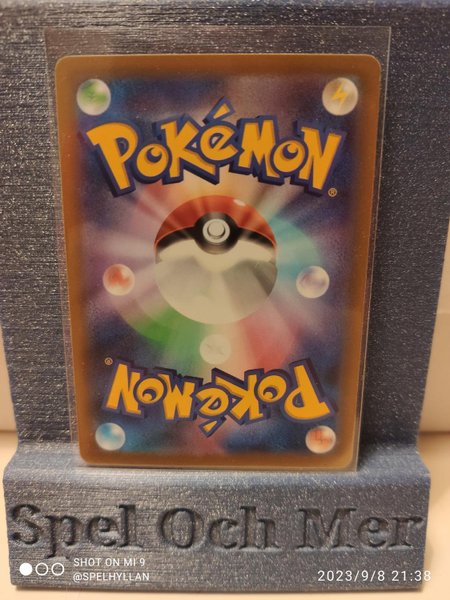 POKéMON
®
POKéMON
®
Spel Och Mer
SHOT ON MI 9
@SPELHYLLAN
2023/9/8 21:38